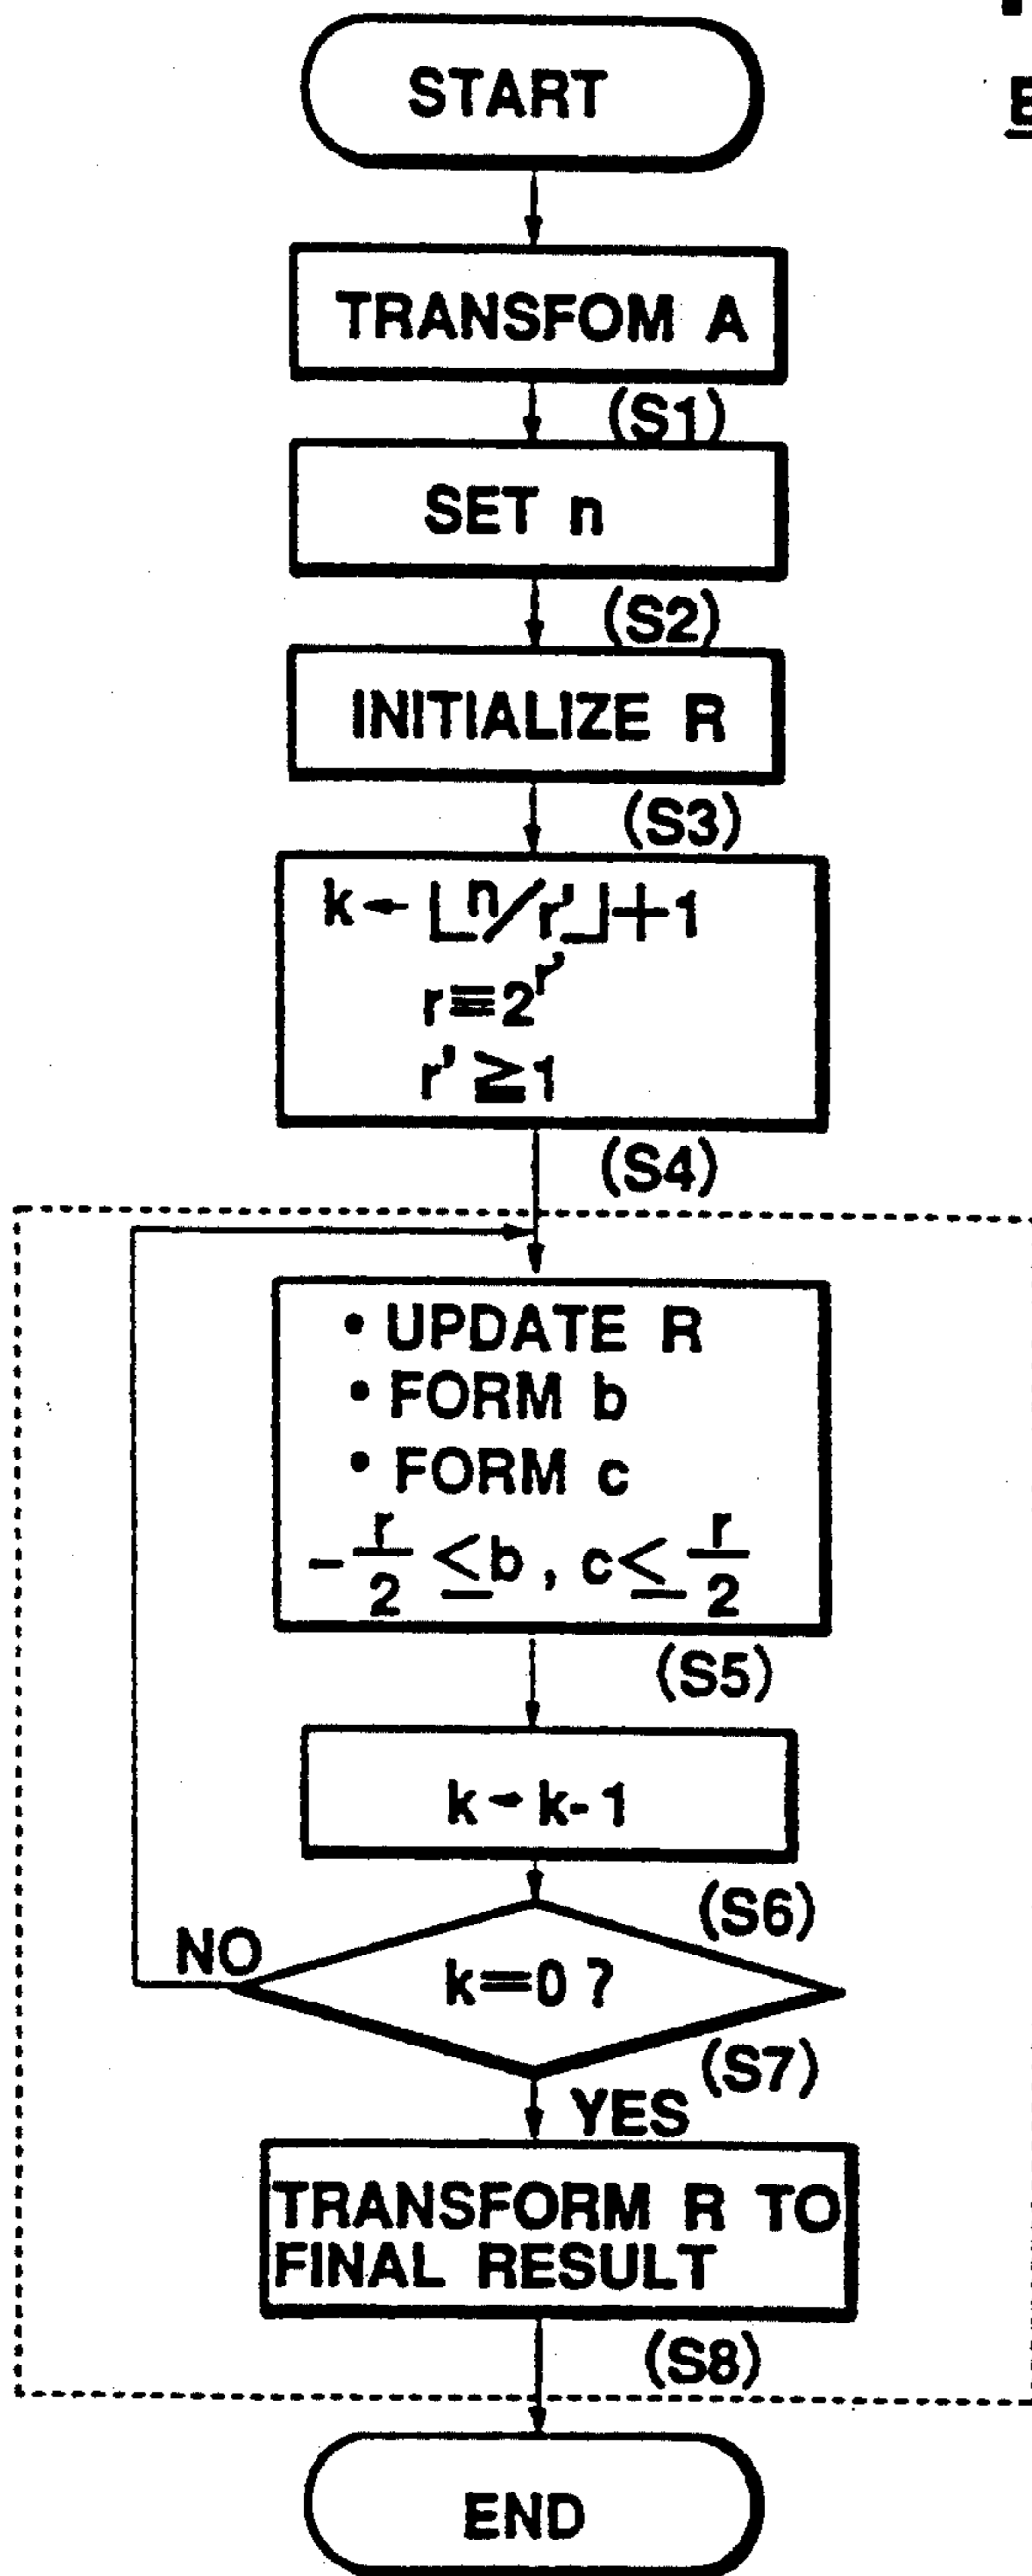 START
TRANSFOM A
(S1)
SET n
(S2)
INITIALIZE R
(S3)
k← ⌊n/r'⌋+1
r≡2^r'
r' ≧1
(S4)
• UPDATE R
• FORM b
• FORM c
-r/2 ≤b , c≤ r/2
(S5)
k←k-1
(S6)
NO
k=0 ?
(S7)
YES
TRANSFORM R TO
FINAL RESULT
(S8)
END